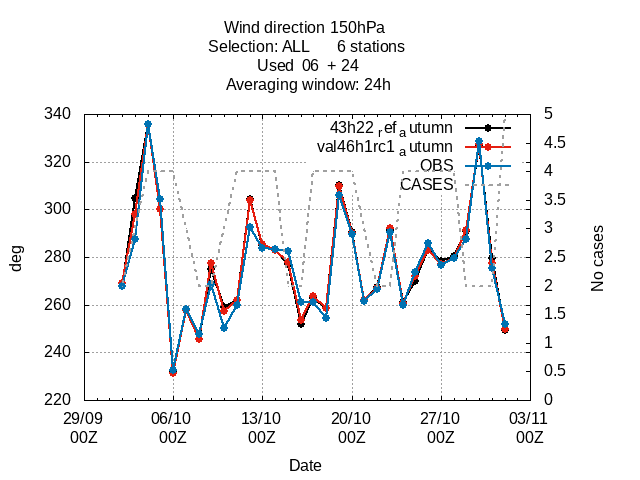 Wind direction 150hPa
Selection: ALL 6 stations
Used 06 + 24
Averaging window: 24h
340 5
43h22 ref a utumn
4.5
val46h1rc1 a utumn
320 OBS 4
CASES
3.5
300
3
280 2.5
2
260
1.5
240 1
0.5
220 0
deg
No cases
29/09 06/10 13/10 20/10 27/10 03/11
00Z 00Z 00Z 00Z 00Z 00Z
Date